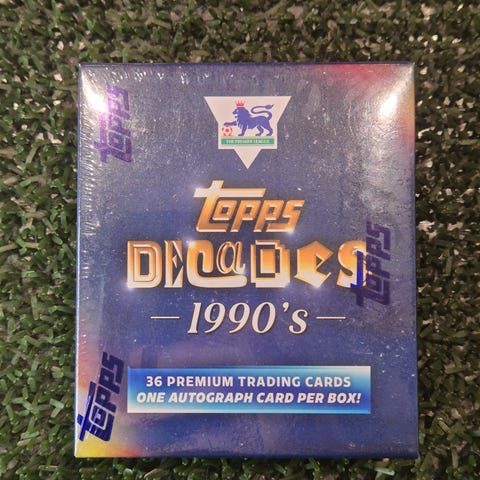 Topps
THE PREMIER LEAGUE
Topps
DECaDes
Topps
1990's
36 PREMIUM TRADING CARDS
ONE AUTOGRAPH CARD PER BOX!
Topps